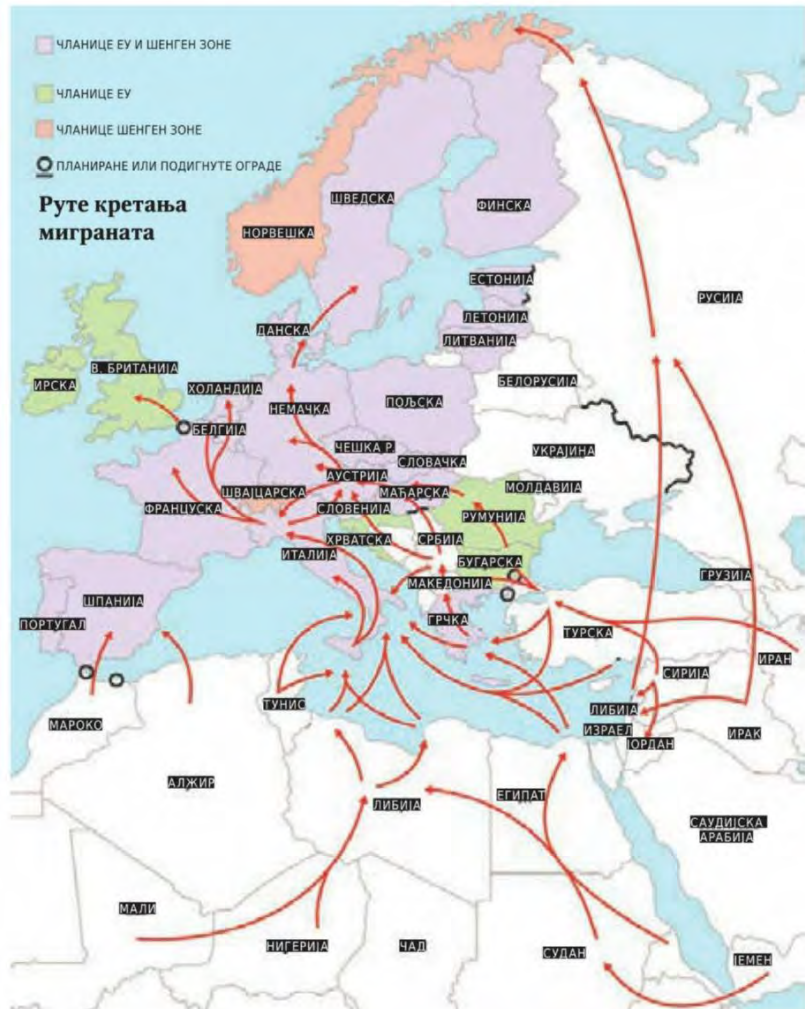 ЧЛАНИЦЕ ЕУ И ШЕНГЕН ЗОНЕ
ЧЛАНИЦЕ ЕУ
ЧЛАНИЦЕ ШЕНГЕН ЗОНЕ
ПЛАНИРАНЕ ИЛИ ПОДИГНУТЕ ОГРАДЕ
Руте кретања
миграната
ШВЕДСКА
ФИНСКА
НОРВЕШКА
ЕСТОНИЈА
РУСИЈА
ЛЕТОНИЈА
ДАНСКА
ЛИТВАНИЈА
В. БРИТАНИЈА
ИРСКА
ХОЛАНДИЈА
БЕЛОРУСИЈА
НЕМАЧКА
ПОЉСКА
БЕЛГИЈА
ЧЕШКА Р.
УКРАЈИНА
СЛОВАЧКА
АУСТРИЈА
ШВАЈЦАРСКА
МАЂАРСКА
МОЛДАВИЈА
ФРАНЦУСКА
СЛОВЕНИЈА
РУМУНИЈА
ХРВАТСКА
СРБИЈА
ИТАЛИЈА
БУГАРСКА
МАКЕДОНИЈА
ГРУЗИЈА
ШПАНИЈА
ПОРТУГАЛ
ГРЧКА
ТУРСКА
ИРАН
СИРИЈА
ТУНИС
ЛИБИЈА
МАРОКО
ИЗРАЕЛ
ЈОРДАН
ИРАК
АЛЖИР
ЛИБИЈА
ЕГИПАТ
САУДИЈСКА
АРАБИЈА
МАЛИ
НИГЕРИЈА
ЧАД
СУДАН
ЈЕМЕН